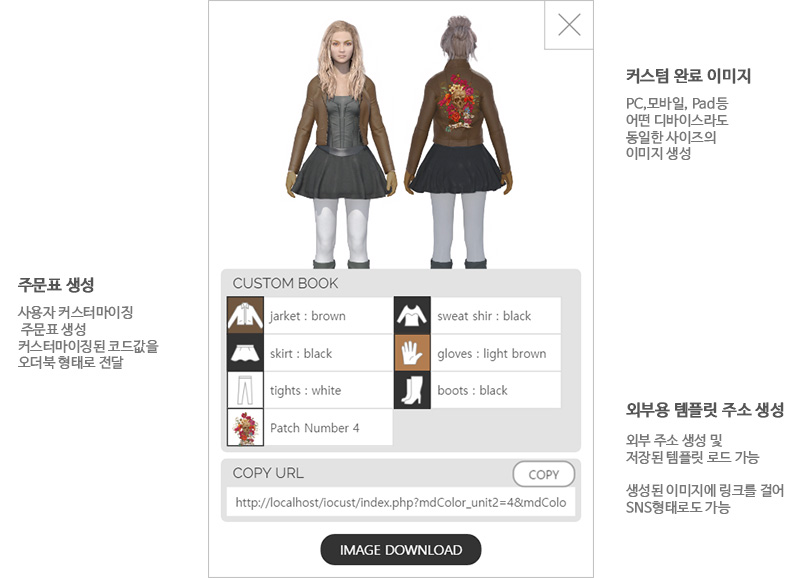 커스텀 완료 이미지
PC,모바일, Pad등
어떤 디바이스라도
동일한 사이즈의
이미지 생성
주문표 생성
사용자 커스터마이징
주문표 생성
커스터마이징된 코드값을
오더북 형태로 전달
CUSTOM BOOK
jarket : brown
sweat shir : black
skirt : black
gloves : light brown
tights : white
boots : black
Patch Number 4
외부용 템플릿 주소 생성
외부 주소 생성 및
저장된 템플릿 로드 가능
생성된 이미지에 링크를 걸어
SNS형태로도 가능
COPY URL
COPY
http://localhost/iocust/index.php?mdColor_unit2=4&mdColo
IMAGE DOWNLOAD